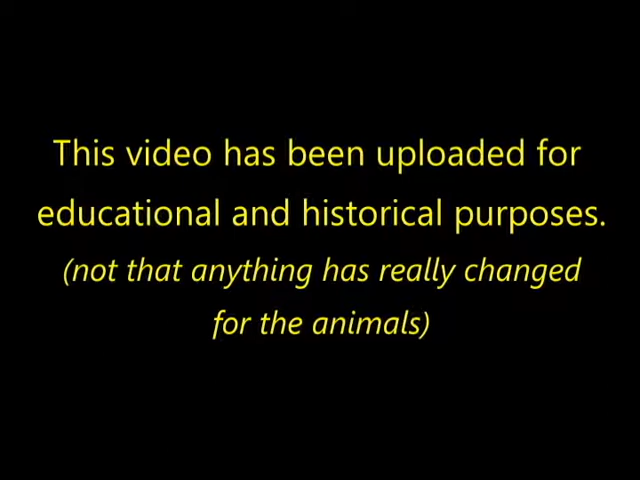 This video has been uploaded for
educational and historical purposes.
(not that anything has really changed
for the animals)